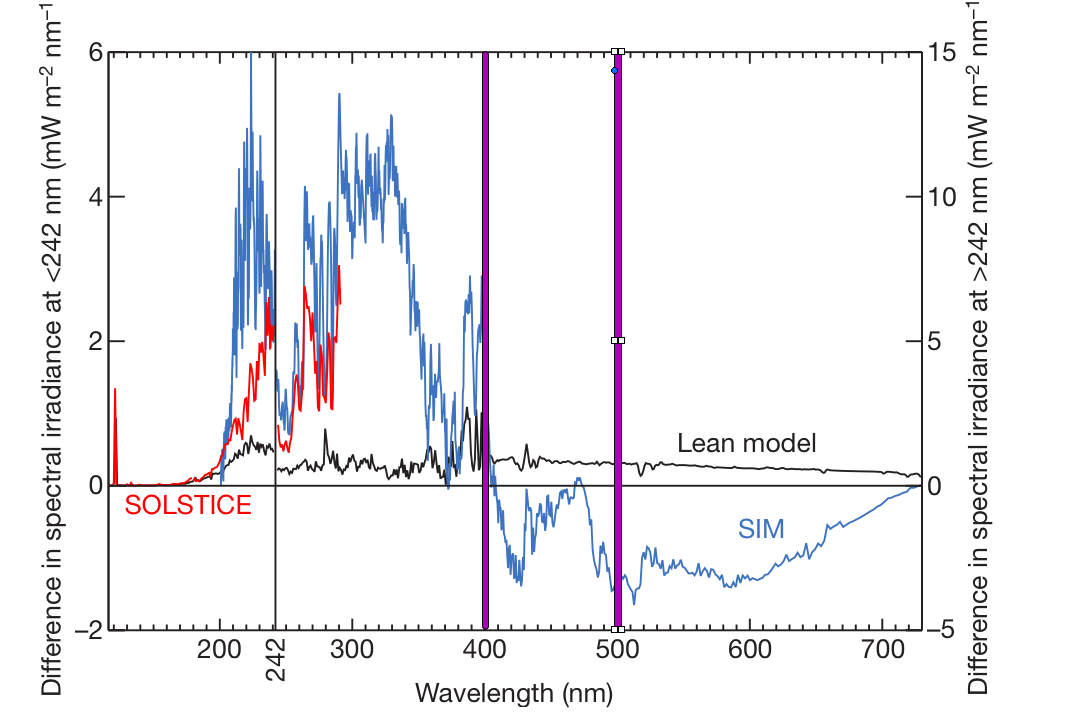 Difference in spectral irradiance at <242 nm (mW m−2 nm−1
6
4
2
0
−2
15
10
5
0
−5
Difference in spectral irradiance at >242 nm (mW m−2 nm−1
Lean model
SOLSTICE
SIM
200
242
300
400
500
600
700
Wavelength (nm)